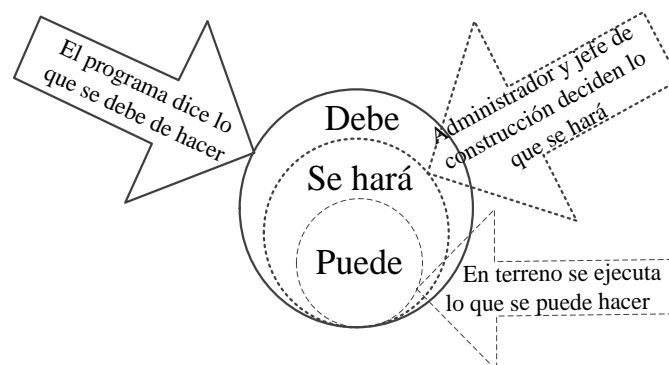 El programa dice lo
que se debe de hacer
Administrador y jefe de
construcción deciden lo
que se hará
Debe
Se hará
Puede
En terreno se ejecuta
lo que se puede hacer